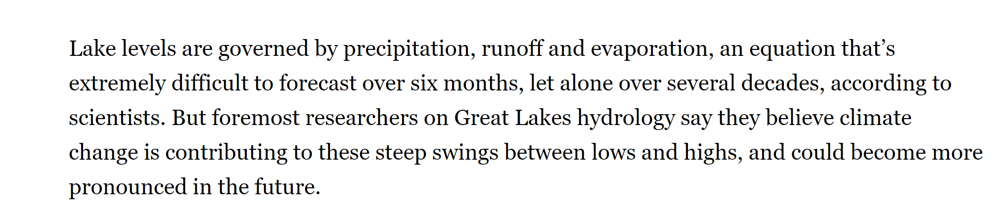 Lake levels are governed by precipitation, runoff and evaporation, an equation that’s
extremely difficult to forecast over six months, let alone over several decades, according to
scientists. But foremost researchers on Great Lakes hydrology say they believe climate
change is contributing to these steep swings between lows and highs, and could become more
pronounced in the future.